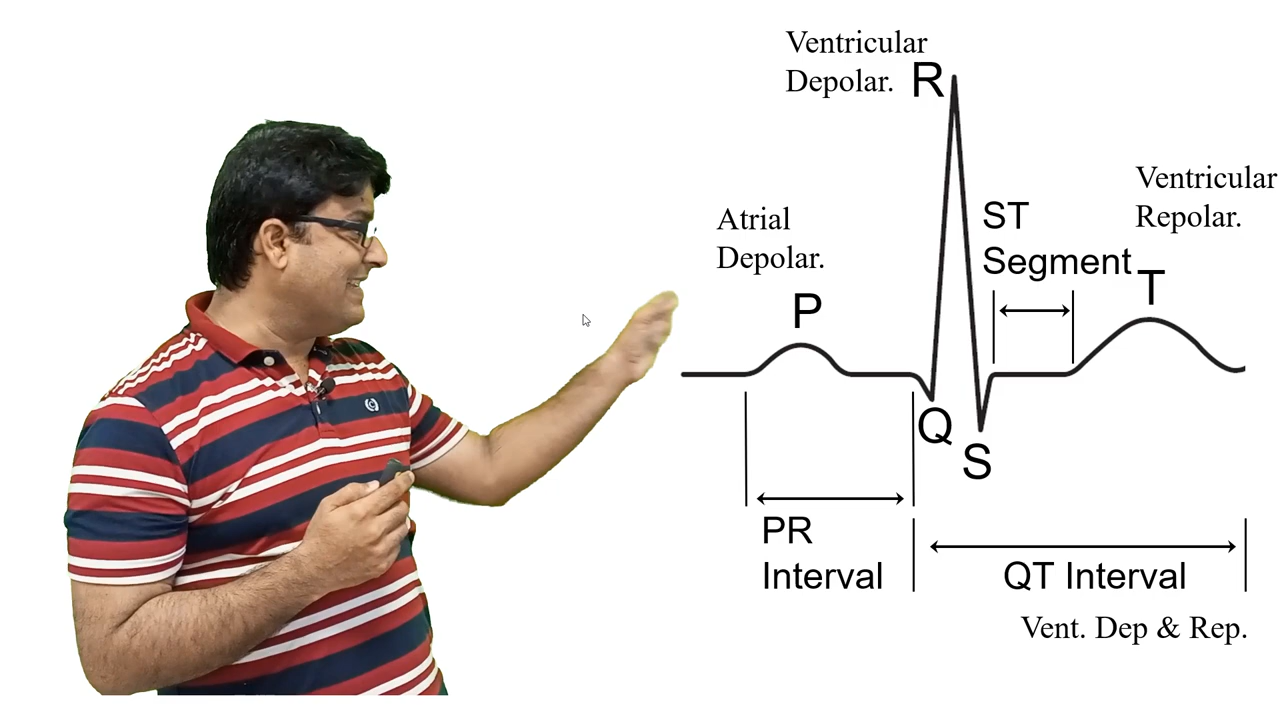 Ventricular
Depolar.
R
Ventricular
Repolar.
Atrial
Depolar.
ST
Segment
T
P
Q
S
PR
Interval
QT Interval
Vent. Dep & Rep.